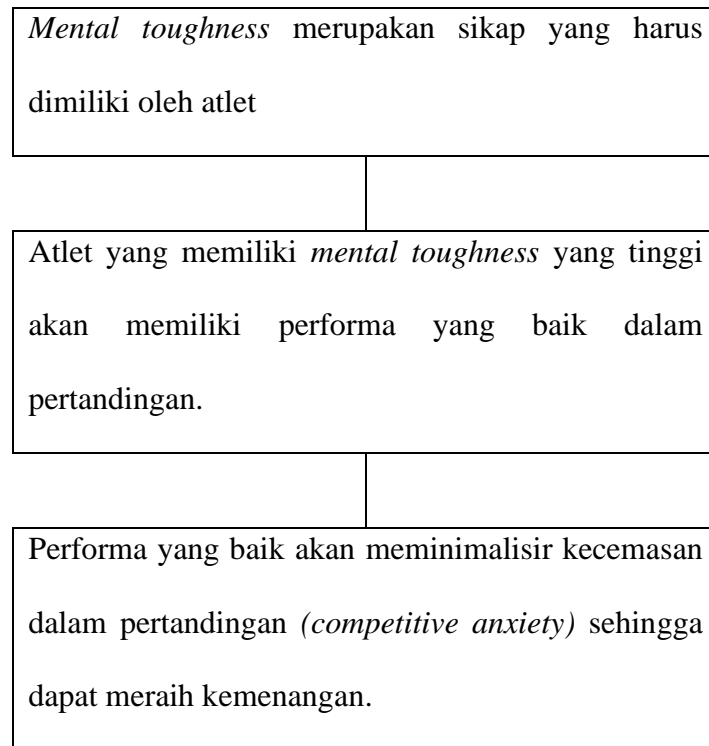 Mental toughness merupakan sikap yang harus
dimiliki oleh atlet
Atlet yang memiliki mental toughness yang tinggi
akan memiliki performa yang baik dalam
pertandingan.
Performa yang baik akan meminimalisir kecemasan
dalam pertandingan (competitive anxiety) sehingga
dapat meraih kemenangan.